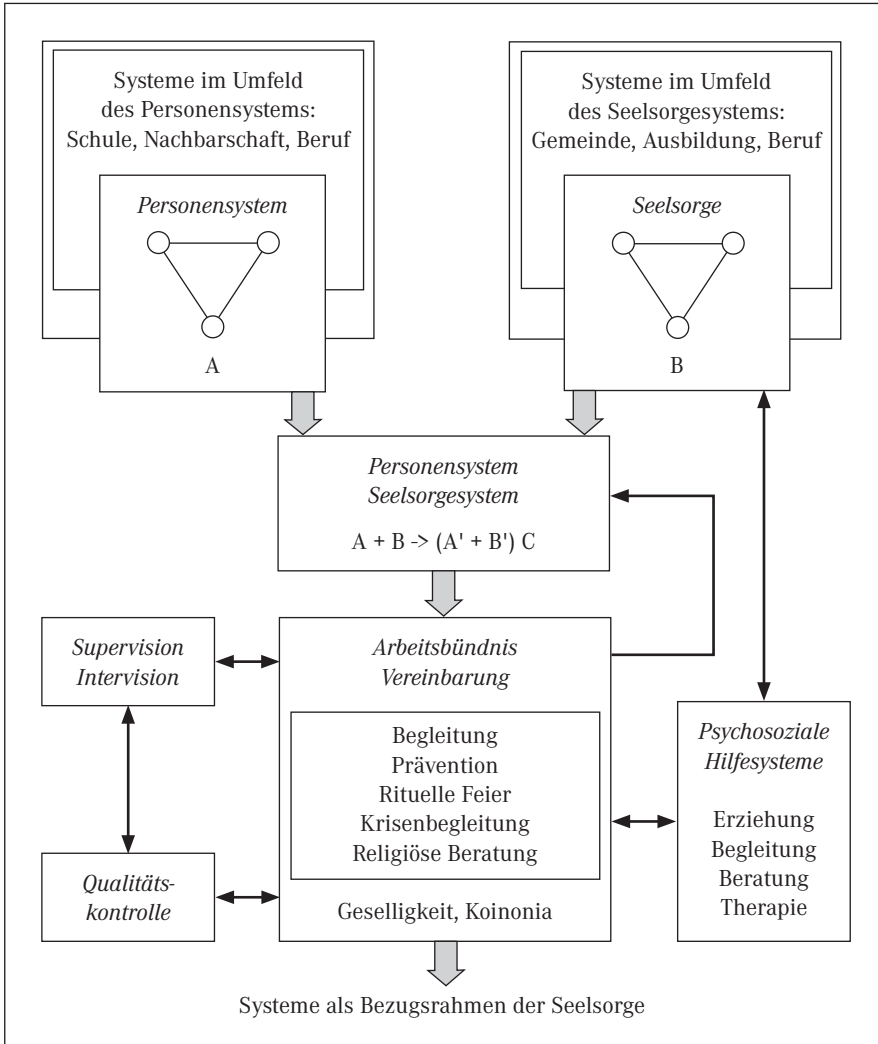 Systeme im Umfeld
des Personensystems:
Schule, Nachbarschaft, Beruf
Personensystem
A
Systeme im Umfeld
des Seelsorgesystems:
Gemeinde, Ausbildung, Beruf
Seelsorge
B
Personensystem
Seelsorgesystem
A + B -> (A' + B') C
Supervision
Intervision
Arbeitsbündnis
Vereinbarung
Begleitung
Prävention
Rituelle Feier
Krisenbegleitung
Religiöse Beratung
Geselligkeit, Koinonia
Qualitäts-
kontrolle
Psychosoziale
Hilfesysteme
Erziehung
Begleitung
Beratung
Therapie
Systeme als Bezugsrahmen der Seelsorge